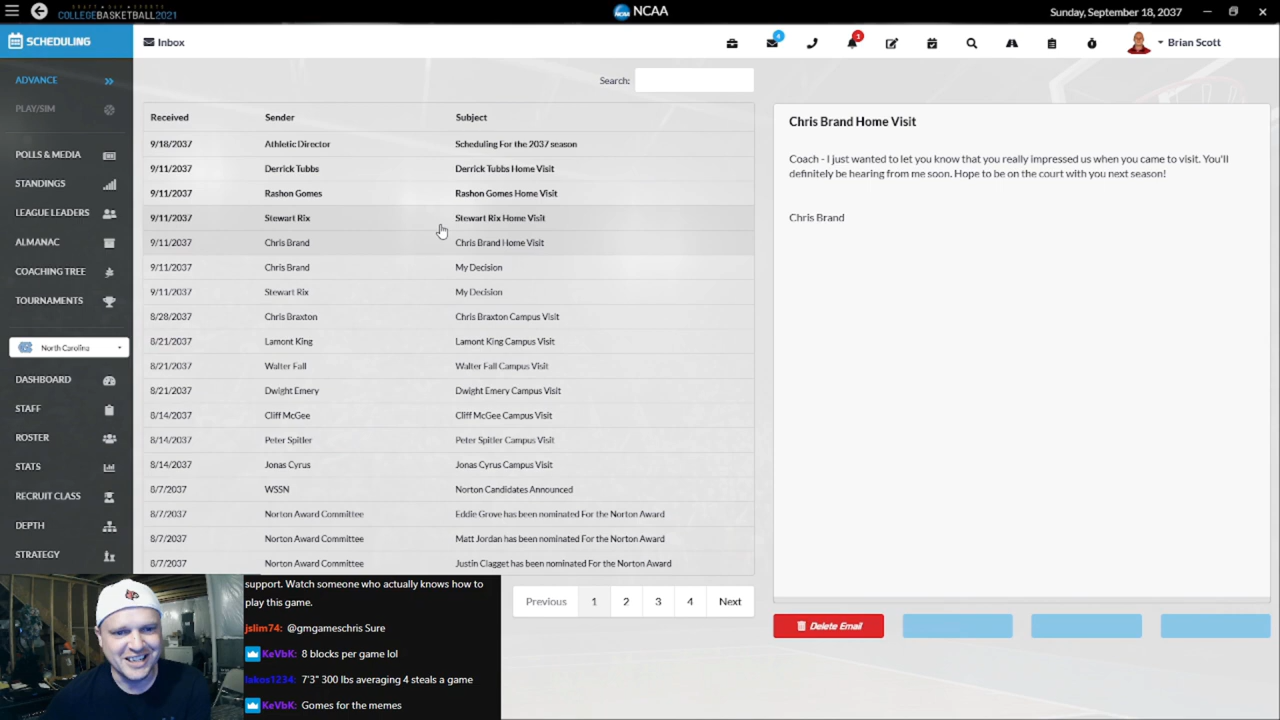 DRAFT DAY SPORTS
COLLEGEBASKETBALL2021
NCAA
Sunday, September 18, 2037
SCHEDULING
Inbox
4
1
Brian Scott
ADVANCE
PLAY/SIM
POLLS & MEDIA
STANDINGS
LEAGUE LEADERS
ALMANAC
COACHING TREE
TOURNAMENTS
North Carolina
DASHBOARD
STAFF
ROSTER
STATS
RECRUIT CLASS
DEPTH
STRATEGY
Search:
Received Sender Subject
9/18/2037 Athletic Director Scheduling For the 2037 season
9/11/2037 Derrick Tubbs Derrick Tubbs Home Visit
9/11/2037 Rashon Gomes Rashon Gomes Home Visit
9/11/2037 Stewart Rix Stewart Rix Home Visit
9/11/2037 Chris Brand Chris Brand Home Visit
9/11/2037 Chris Brand My Decision
9/11/2037 Stewart Rix My Decision
8/28/2037 Chris Braxton Chris Braxton Campus Visit
8/21/2037 Lamont King Lamont King Campus Visit
8/21/2037 Walter Fall Walter Fall Campus Visit
8/21/2037 Dwight Emery Dwight Emery Campus Visit
8/14/2037 Cliff McGee Cliff McGee Campus Visit
8/14/2037 Peter Spitler Peter Spitler Campus Visit
8/14/2037 Jonas Cyrus Jonas Cyrus Campus Visit
8/7/2037 WSSN Norton Candidates Announced
8/7/2037 Norton Award Committee Eddie Grove has been nominated For the Norton Award
8/7/2037 Norton Award Committee Matt Jordan has been nominated For the Norton Award
8/7/2037 Norton Award Committee Justin Clagget has been nominated For the Norton Award
Previous 1 2 3 4 Next
Chris Brand Home Visit
Coach - I just wanted to let you know that you really impressed us when you came to visit. You'll
definitely be hearing from me soon. Hope to be on the court with you next season!
Chris Brand
Delete Email
support. Watch someone who actually knows how to
play this game.
jslim74: @gmgameschris Sure
KeVbK: 8 blocks per game lol
lakos1234: 7'3" 300 lbs averaging 4 steals a game
KeVbK: Gomes for the memes